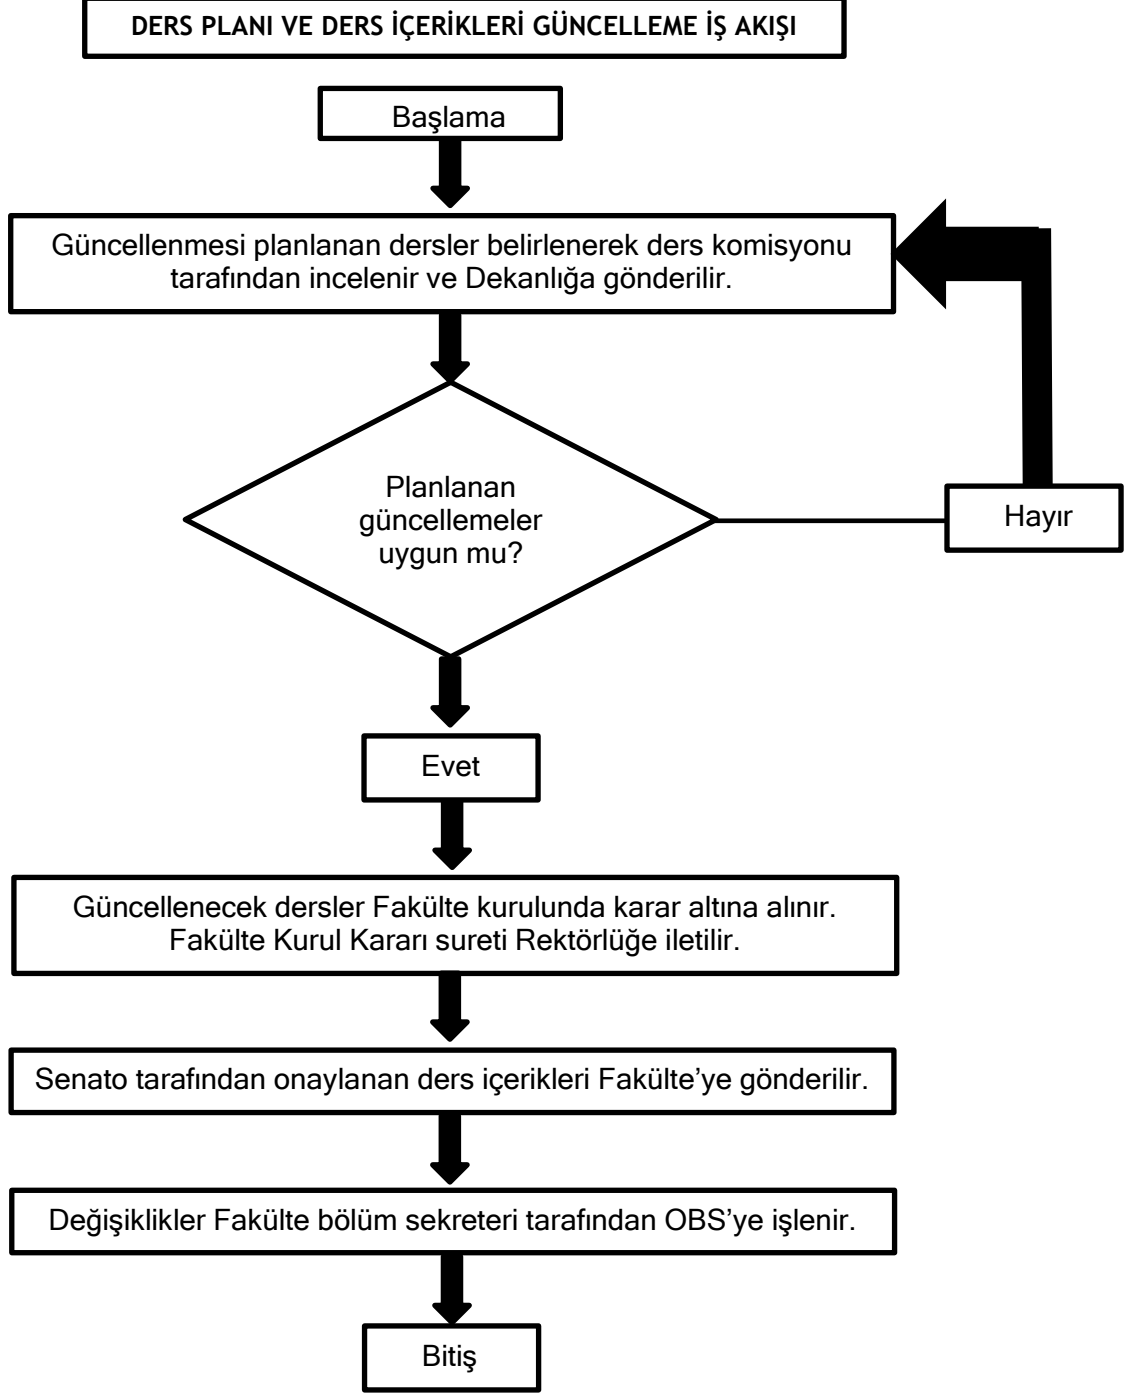 DERS PLANI VE DERS İÇERİKLERİ GÜNCELLEME İŞ AKIŞI
Başlama
Güncellenmesi planlanan dersler belirlenerek ders komisyonu
tarafından incelenir ve Dekanlığa gönderilir.
Planlanan
güncellemeler
uygun mu?
Hayır
Evet
Güncellenecek dersler Fakülte kurulunda karar altına alınır.
Fakülte Kurul Kararı sureti Rektörlüğe iletilir.
Senato tarafından onaylanan ders içerikleri Fakülte’ye gönderilir.
Değişiklikler Fakülte bölüm sekreteri tarafından OBS’ye işlenir.
Bitiş